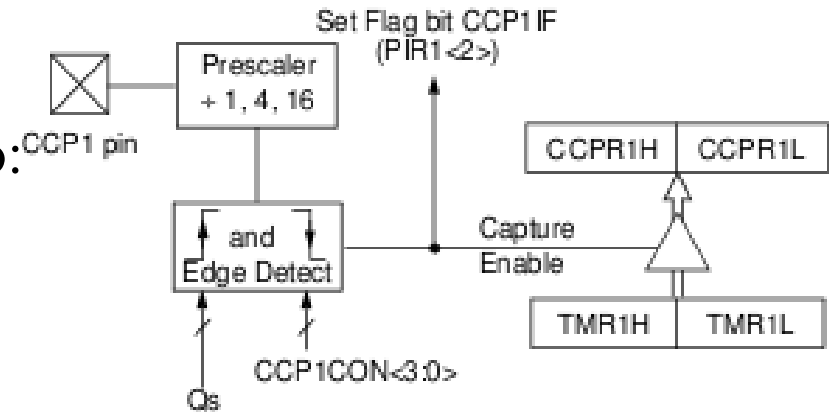 Set Flag bit CCP1IF
(PIR1<2>)
Prescaler
÷ 1, 4, 16
CCP1 pin
CCPR1H CCPR1L
and
Edge Detect
Capture
Enable
TMR1H TMR1L
CCP1CON<3:0>
Qs